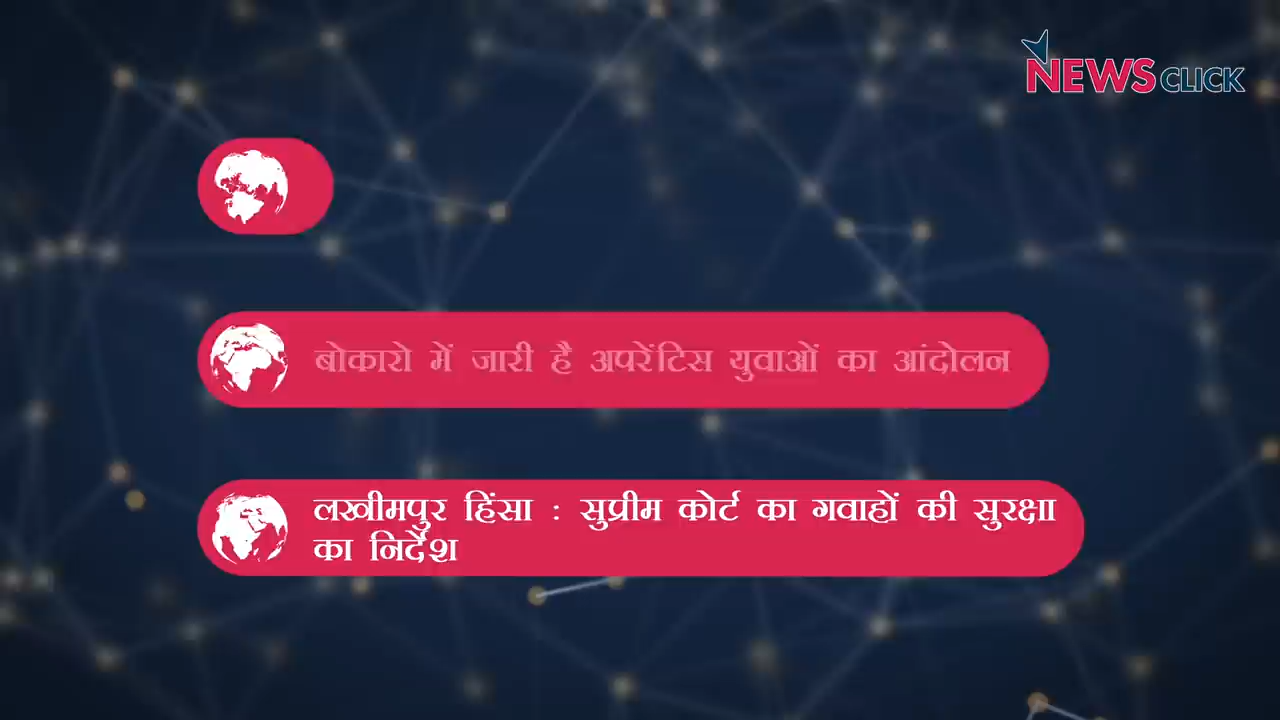 NEWSCLICK
बोकारो में जारी है अपरेंटिस युवाओं का आंदोलन
लखीमपुर हिंसा : सुप्रीम कोर्ट का गवाहों की सुरक्षा
का निर्देश